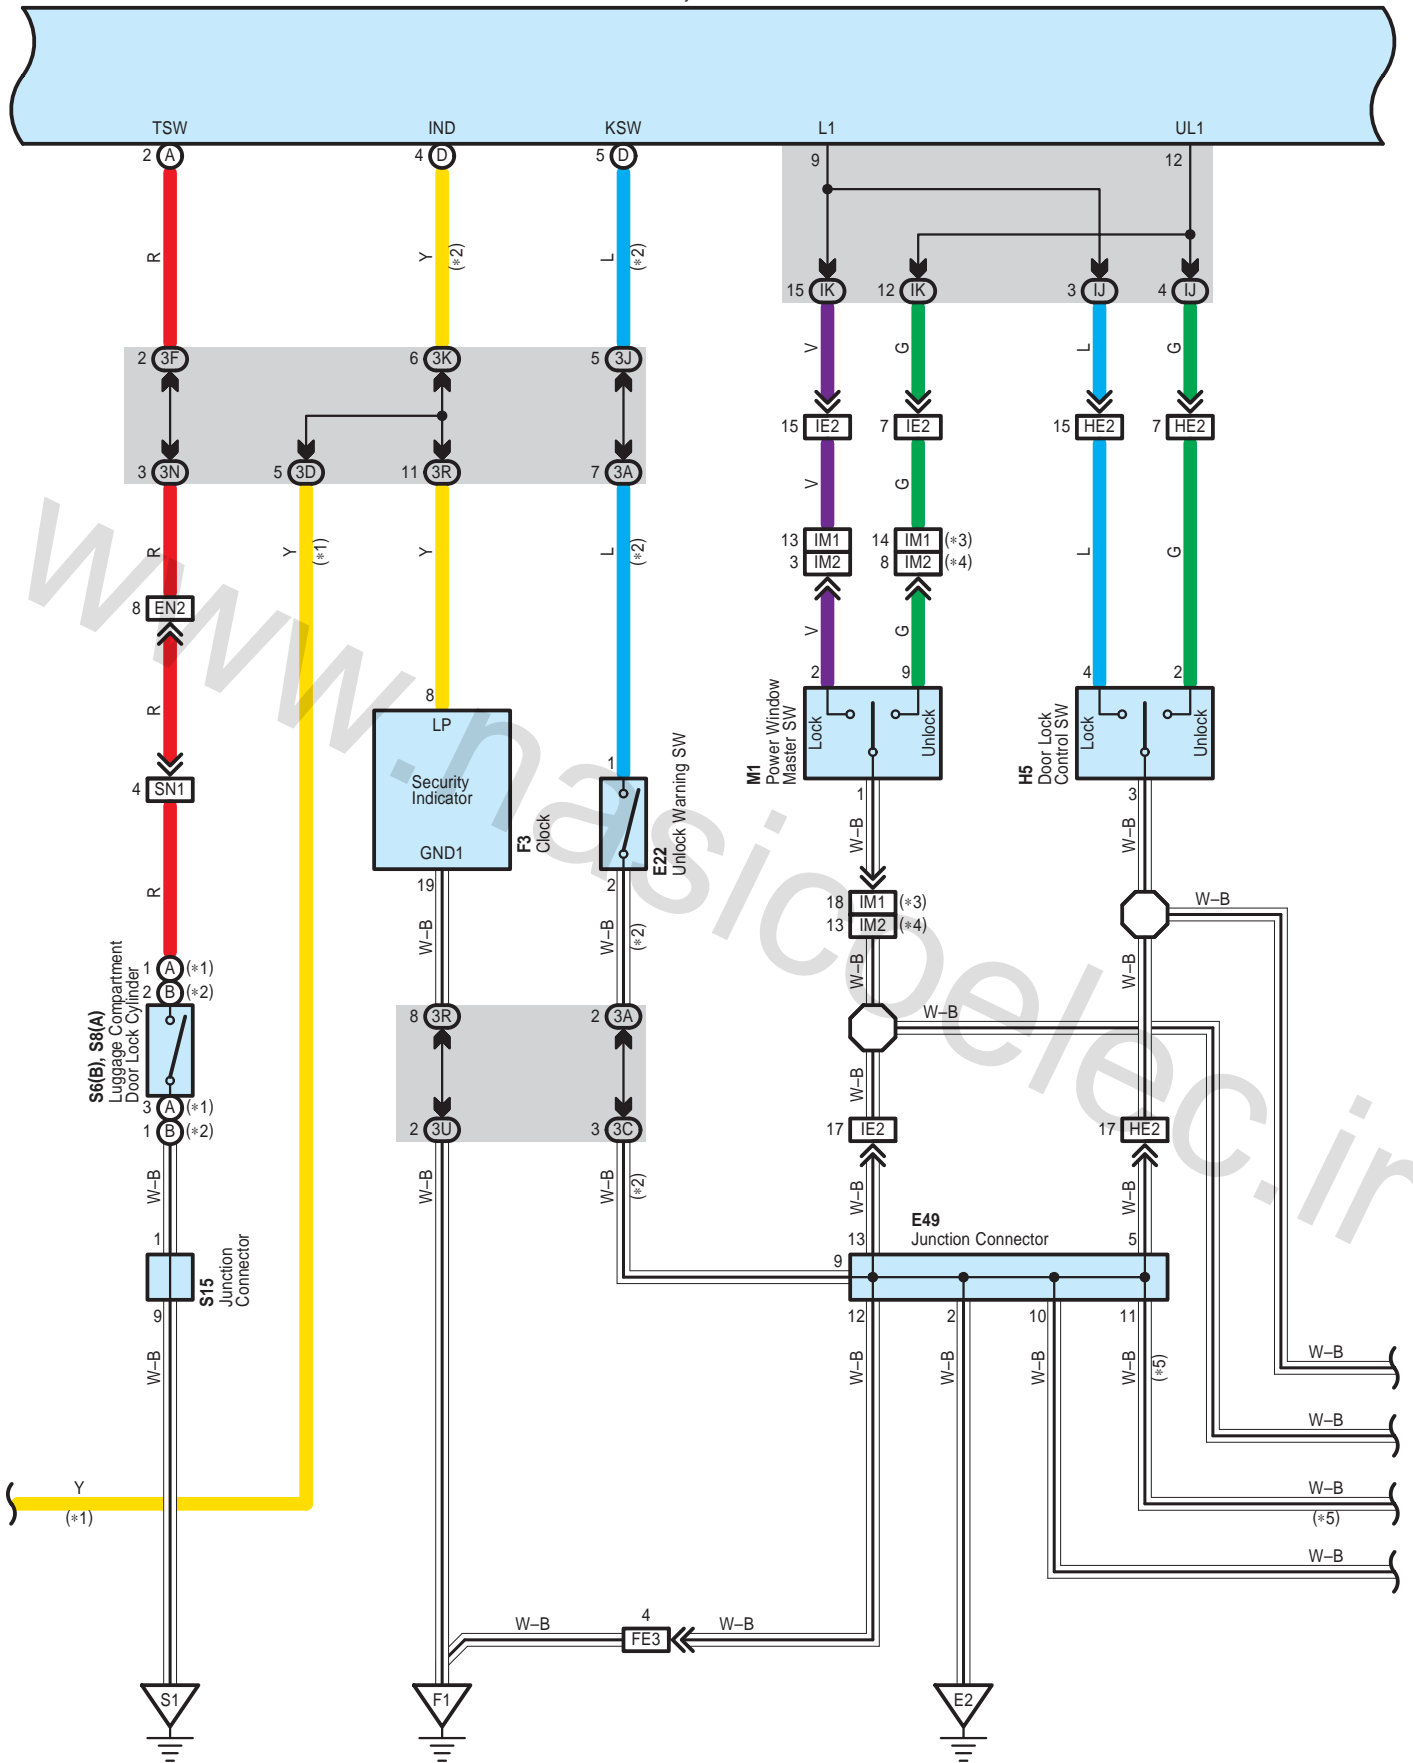 TSW IND KSW L1 UL1
2 A 4 D 5 D 9 12
R Y (*2) L (*2)
15 IK 12 IK 3 IJ 4 IJ
V G L G
2 3F 6 3K 5 3J
15 IE2 7 IE2 15 HE2 7 HE2
3 3N 5 3D 11 3R 7 3A
V G
R Y (*1) Y L (*2) L G
13 IM1 14 IM1 (*3)
3 IM2 8 IM2 (*4)
8 EN2
V G
R
2 9 4 2
8
LP
Security
Indicator
GND1
F3
Clock
19
1
E22
Unlock Warning SW
2
M1
Power Window
Master SW
Lock Unlock
1
H5
Door Lock
Control SW
Lock Unlock
3
4 SN1
R
W–B W–B
W–B W–B (*2)
18 IM1 (*3)
13 IM2 (*4)
W–B
W–B W–B
W–B
1 A (*1)
2 B (*2)
S6(B), S8(A)
Luggage Compartment
Door Lock Cylinder
3 A (*1)
1 B (*2)
8 3R 2 3A
W–B
2 3U 3 3C
17 IE2 17 HE2
W–B W–B W–B (*2) W–B W–B
E49
Junction Connector
13 5
9
1
S15
Junction
Connector
9
12 2 10 11
W–B W–B W–B (*5)
W–B
W–B
Y
(*1)
W–B
(*5)
W–B
W–B 4 W–B
FE3
S1 F1 E2
www.nasicoelec.ir